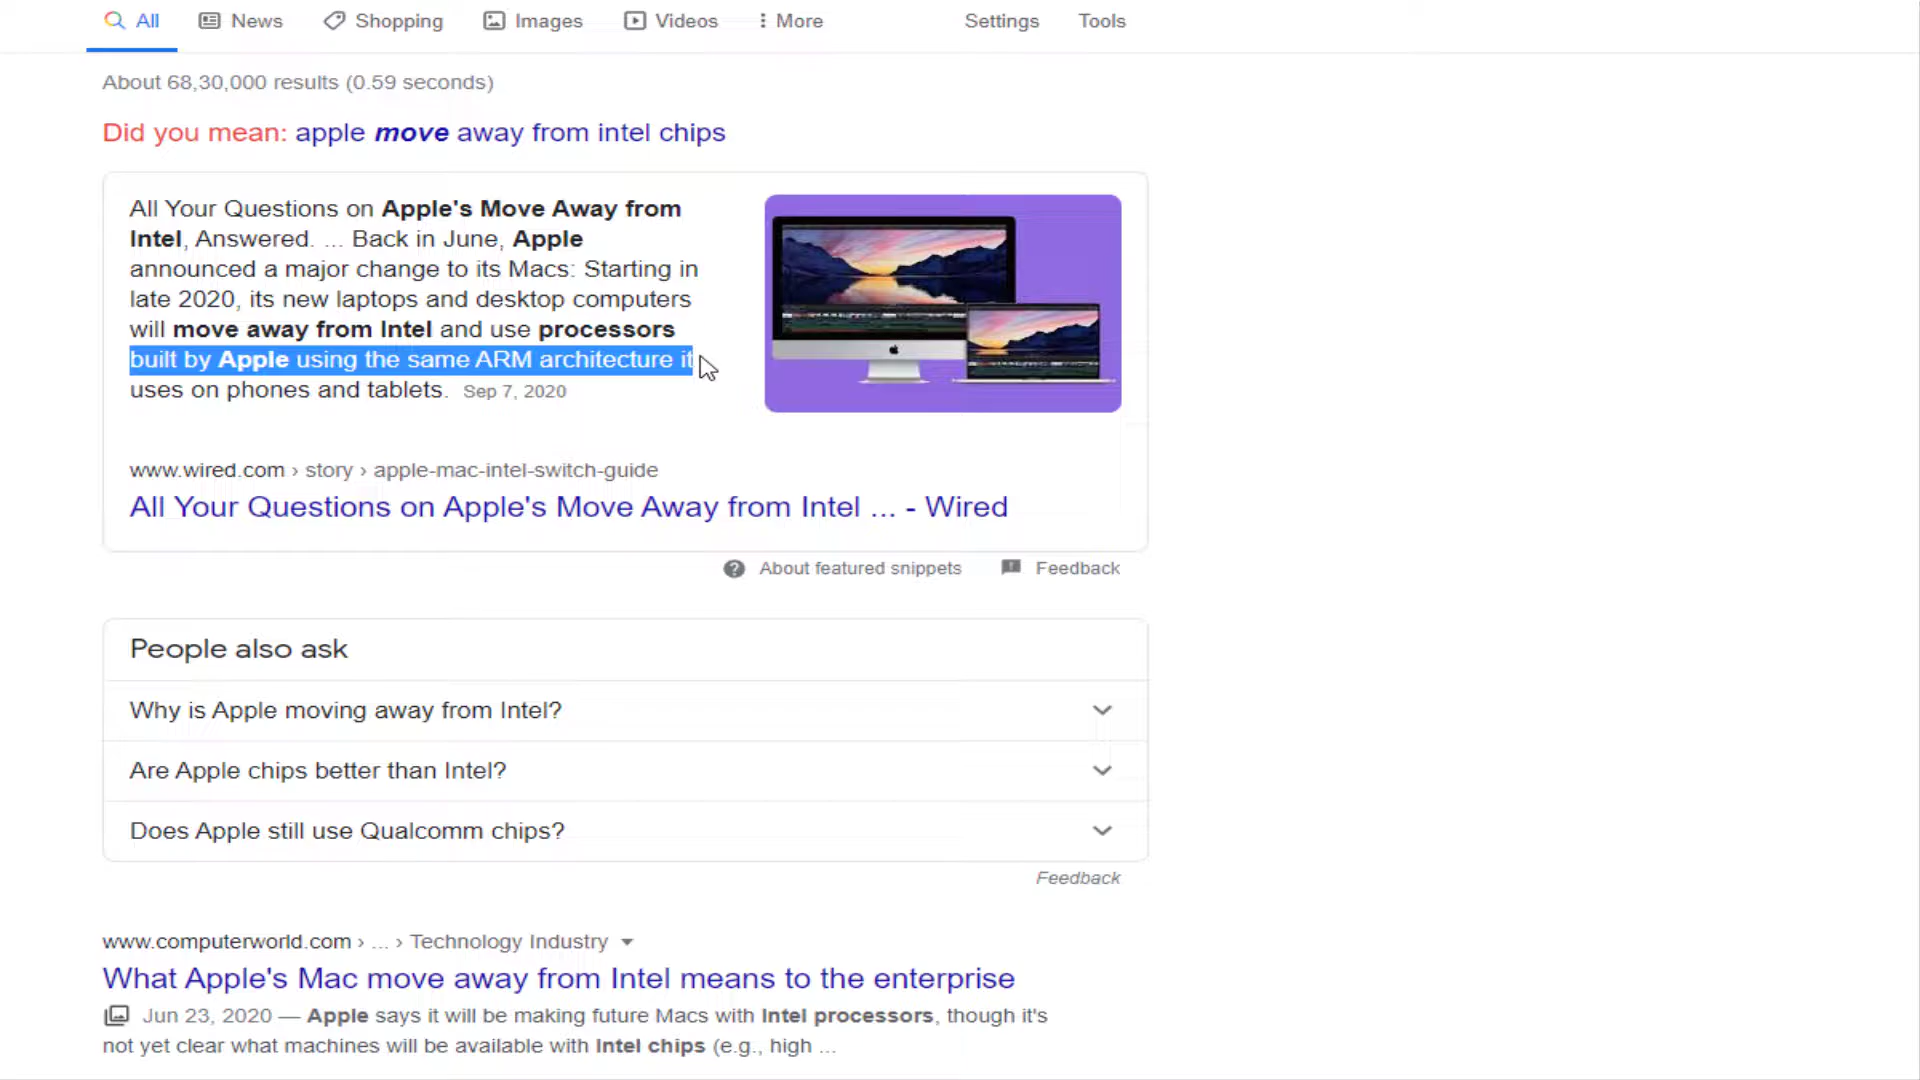 All News Shopping Images Videos More Settings Tools
About 68,30,000 results (0.59 seconds)
Did you mean: apple move away from intel chips
All Your Questions on Apple's Move Away from
Intel, Answered. ... Back in June, Apple
announced a major change to its Macs: Starting in
late 2020, its new laptops and desktop computers
will move away from Intel and use processors
built by Apple using the same ARM architecture it
uses on phones and tablets. Sep 7, 2020
www.wired.com › story › apple-mac-intel-switch-guide
All Your Questions on Apple's Move Away from Intel ... - Wired
About featured snippets Feedback
People also ask
Why is Apple moving away from Intel?
Are Apple chips better than Intel?
Does Apple still use Qualcomm chips?
Feedback
www.computerworld.com › ... › Technology Industry
What Apple's Mac move away from Intel means to the enterprise
Jun 23, 2020 — Apple says it will be making future Macs with Intel processors, though it's
not yet clear what machines will be available with Intel chips (e.g., high ...